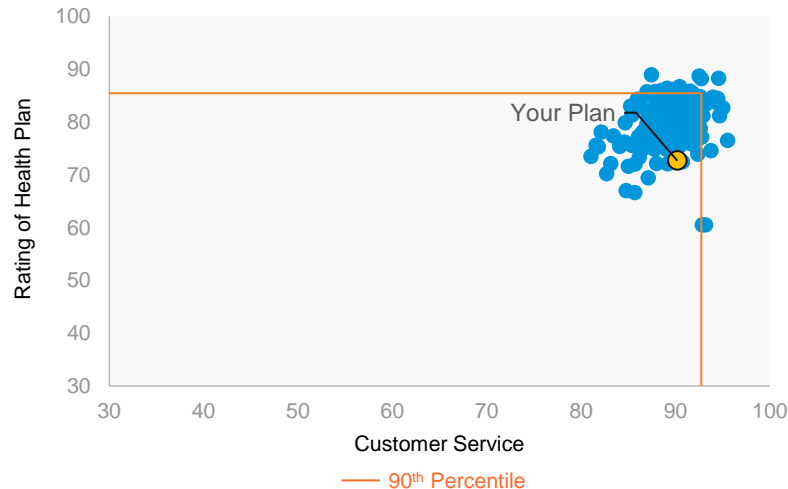 100
90
80
70
60
50
40
30
Rating of Health Plan
Your Plan
30 40 50 60 70 80 90 100
Customer Service
90th Percentile